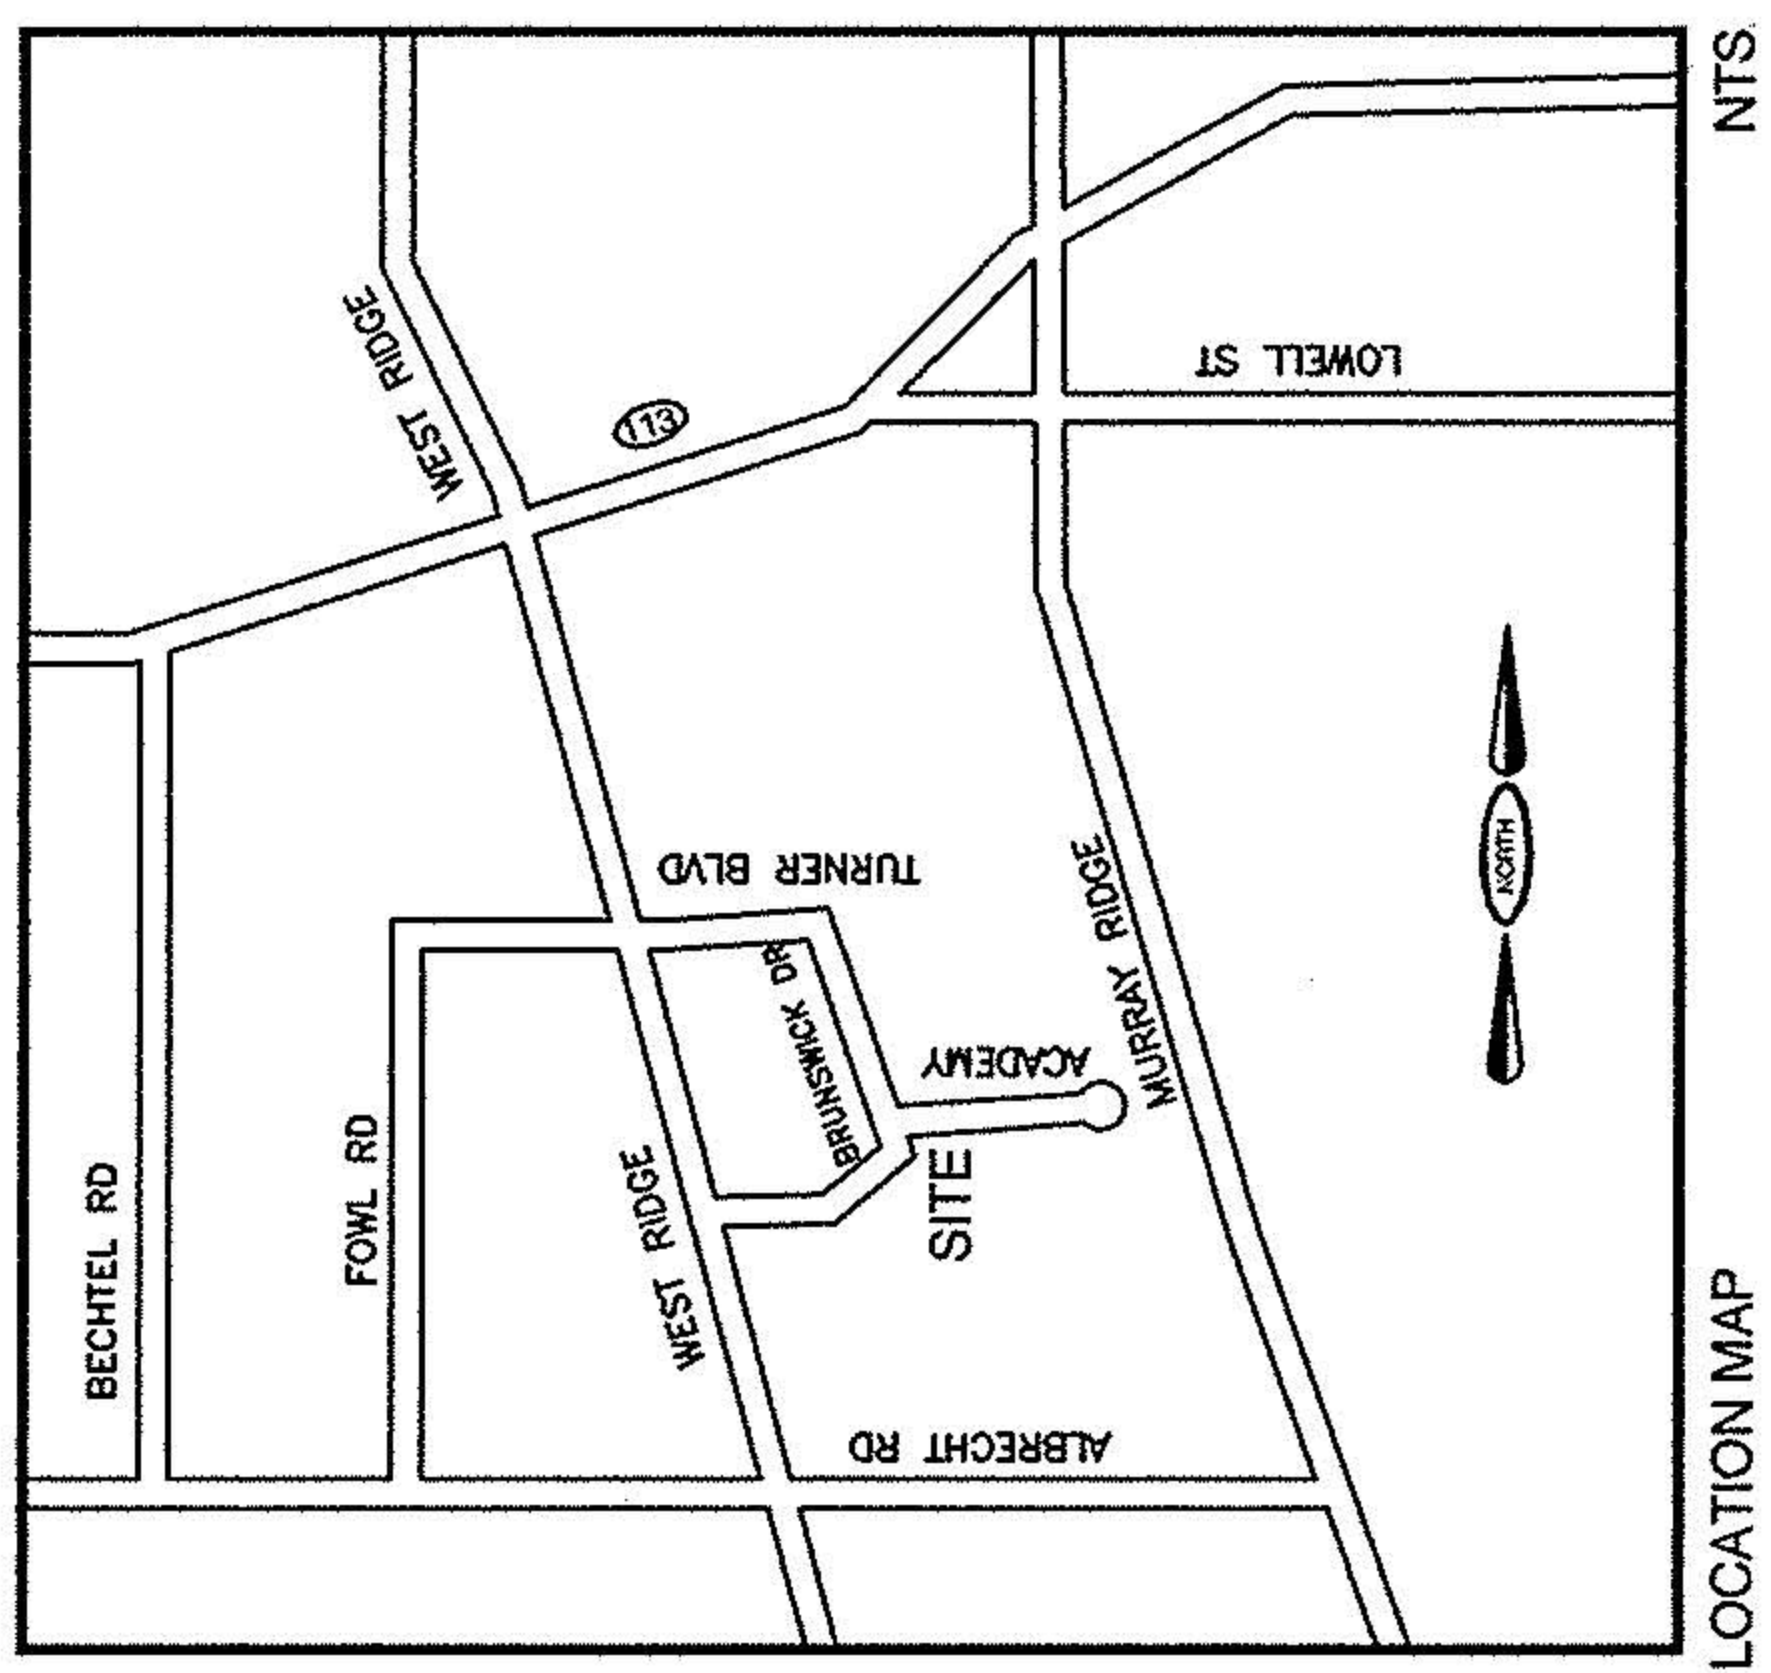 BECHTEL RD
FOWL RD
WEST RIDGE
WEST RIDGE
113
TURNER BLVD
BRUNSWICK DR
ACADEMY
SITE
MURRAY RIDGE
ALBRECHT RD
LOWELL ST
NORTH
LOCATION MAP
NTS